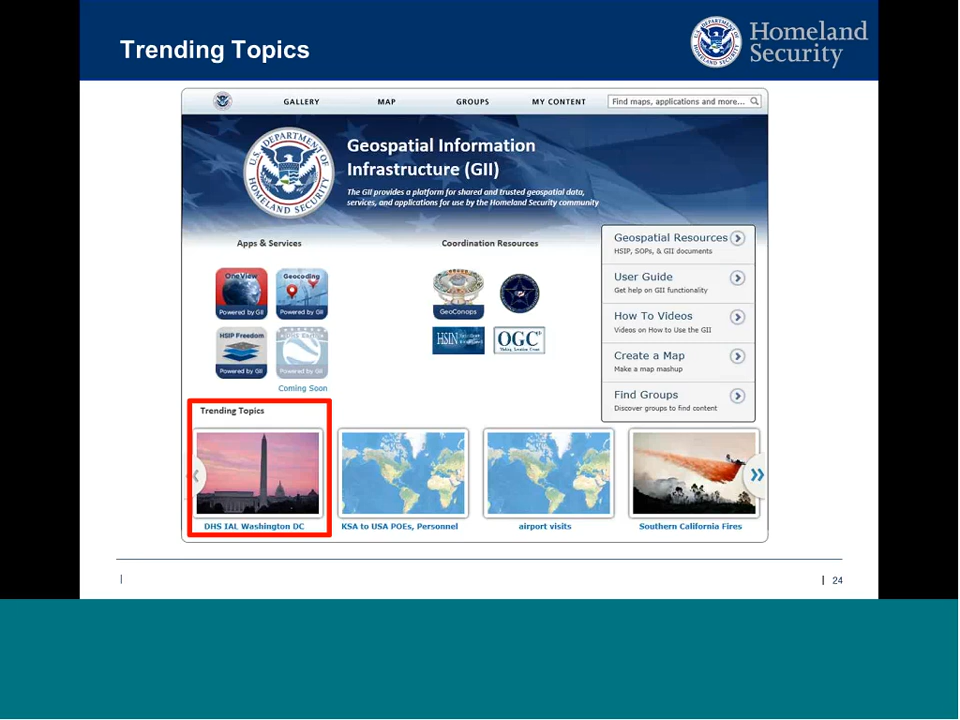 Trending Topics
Homeland
Security
GALLERY MAP GROUPS MY CONTENT Find maps, applications and more...
U.S. DEPARTMENT OF
HOMELAND SECURITY
Geospatial Information
Infrastructure (GII)
The GII provides a platform for shared and trusted geospatial data,
services, and applications for use by the Homeland Security community
Apps & Services
Coordination Resources
OneView
Powered by GII
Geocoding
Powered by GII
HSIP Freedom
Powered by GII
Powered by GII
Coming Soon
GeoConops
HSIN
OGC
Geospatial Resources
HSIP, SOPs, & GII documents
User Guide
Get help on GII functionality
How To Videos
Videos on How to Use the GII
Create a Map
Make a map mashup
Find Groups
Discover groups to find content
Trending Topics
DHS IAL Washington DC
KSA to USA POEs, Personnel
airport visits
Southern California Fires
| | 24